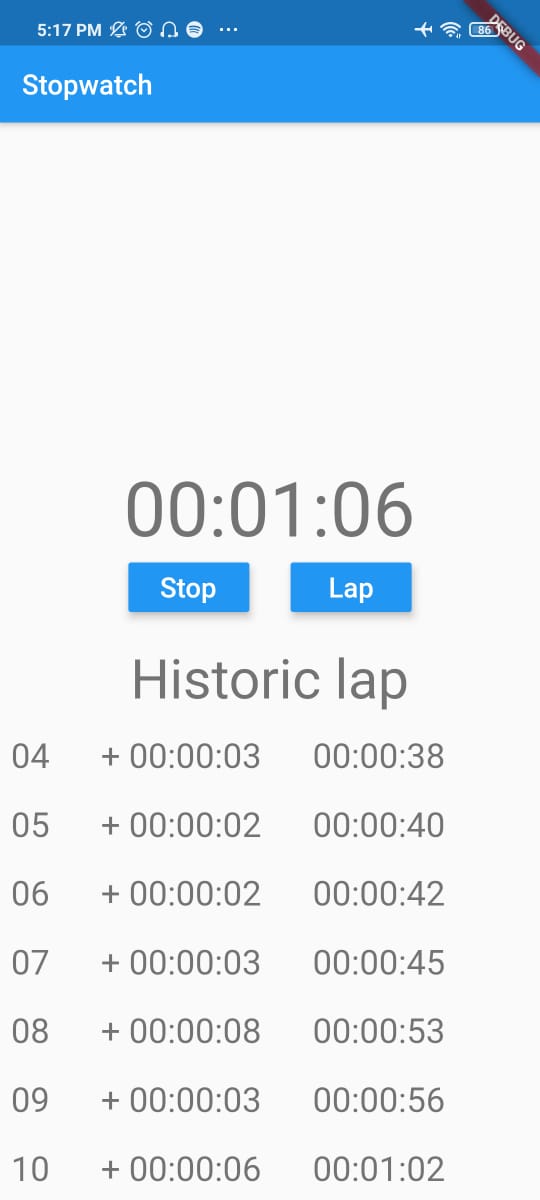 5:17 PM ... 86
DEBUG
Stopwatch
00:01:06
Stop Lap
Historic lap
04 + 00:00:03 00:00:38
05 + 00:00:02 00:00:40
06 + 00:00:02 00:00:42
07 + 00:00:03 00:00:45
08 + 00:00:08 00:00:53
09 + 00:00:03 00:00:56
10 + 00:00:06 00:01:02